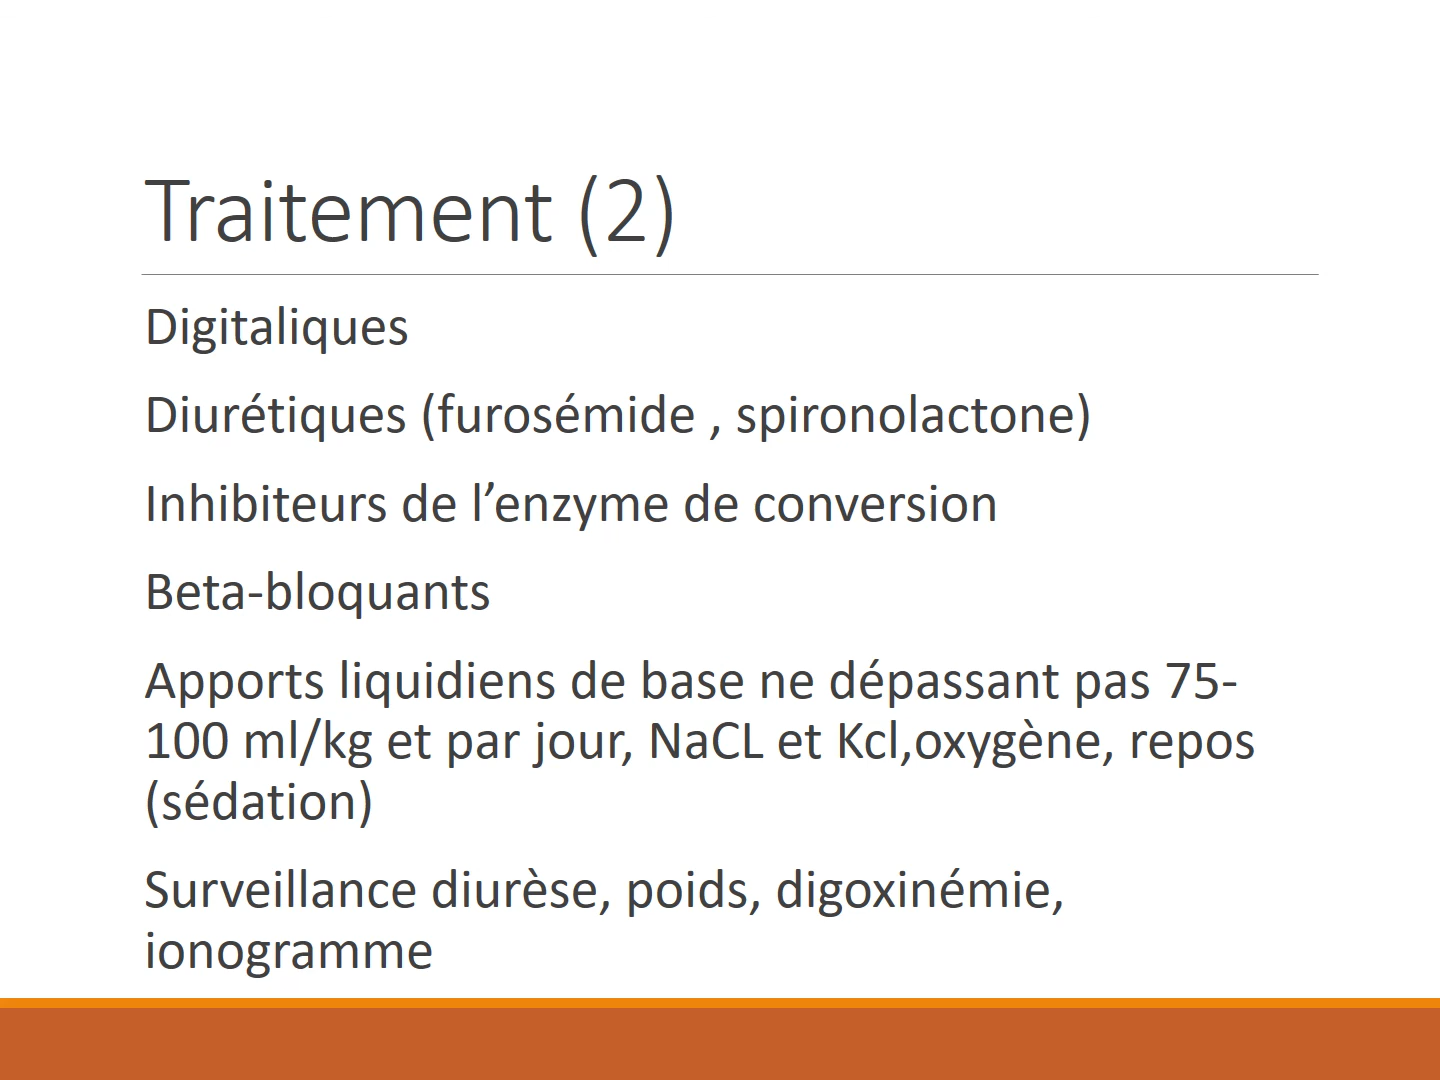 Traitement (2)
Digitaliques
Diurétiques (furosémide , spironolactone)
Inhibiteurs de l’enzyme de conversion
Beta-bloquants
Apports liquidiens de base ne dépassant pas 75-
100 ml/kg et par jour, NaCL et Kcl,oxygène, repos
(sédation)
Surveillance diurèse, poids, digoxinémie,
ionogramme